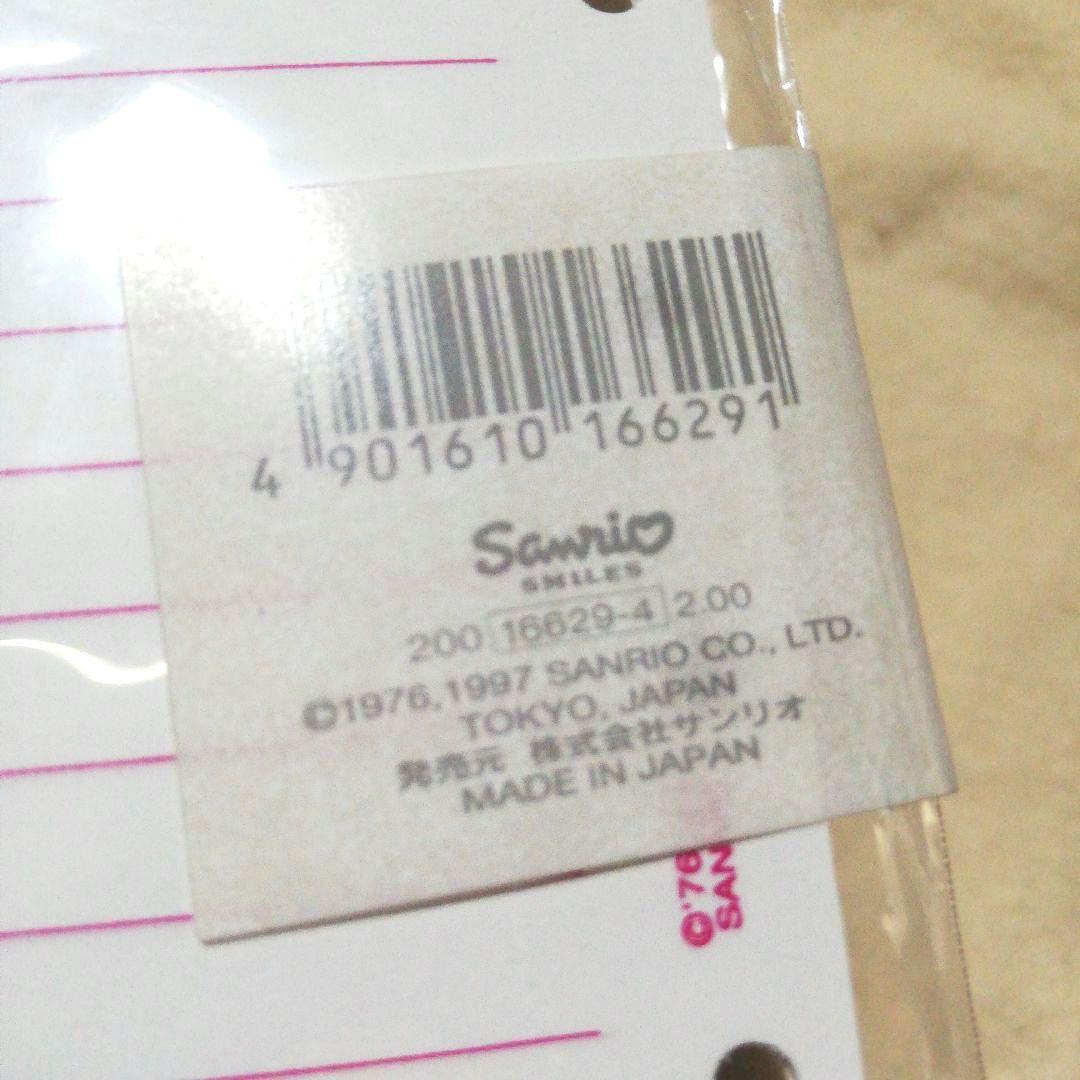 4 901610 166291
Sanrio
SMILES
200 16629-4 2.00
©1976,1997 SANRIO CO., LTD.
TOKYO, JAPAN
発売元 株式会社サンリオ
MADE IN JAPAN
©'76
SAN